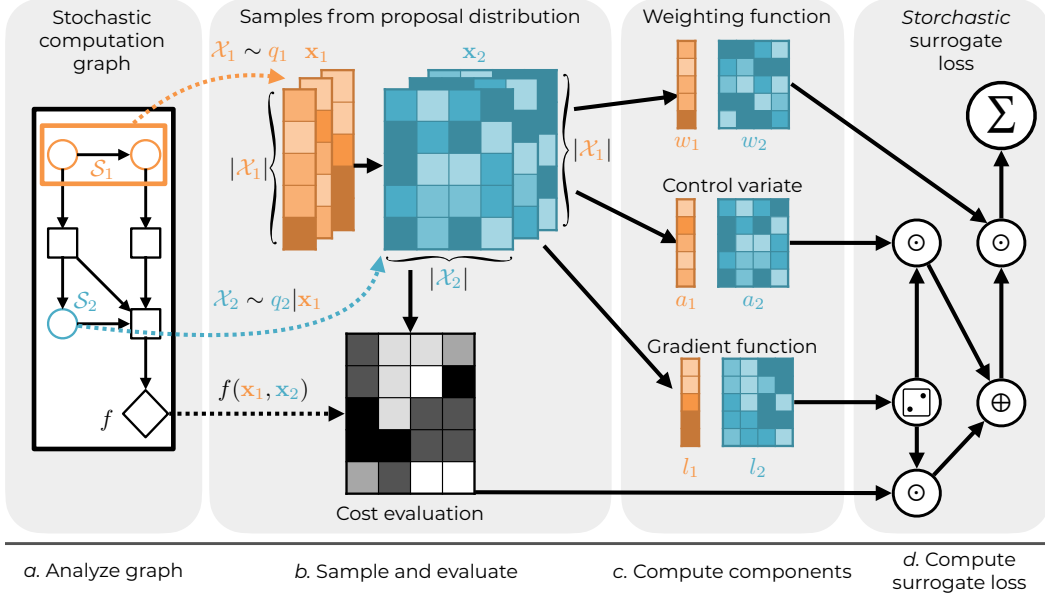 Stochastic
computation
graph
Samples from proposal distribution
Weighting function
Storchastic
surrogate
loss
𝒳₁ ∼ q₁
x₁
x₂
|𝒳₁|
|𝒳₁|
𝒮₁
w₁
w₂
Σ
Control variate
𝒮₂
𝒳₂ ∼ q₂|x₁
|𝒳₂|
a₁
a₂
⊙
⊙
Gradient function
f
f(x₁, x₂)
⊕
l₁
l₂
⊙
Cost evaluation
a. Analyze graph
b. Sample and evaluate
c. Compute components
d. Compute
surrogate loss